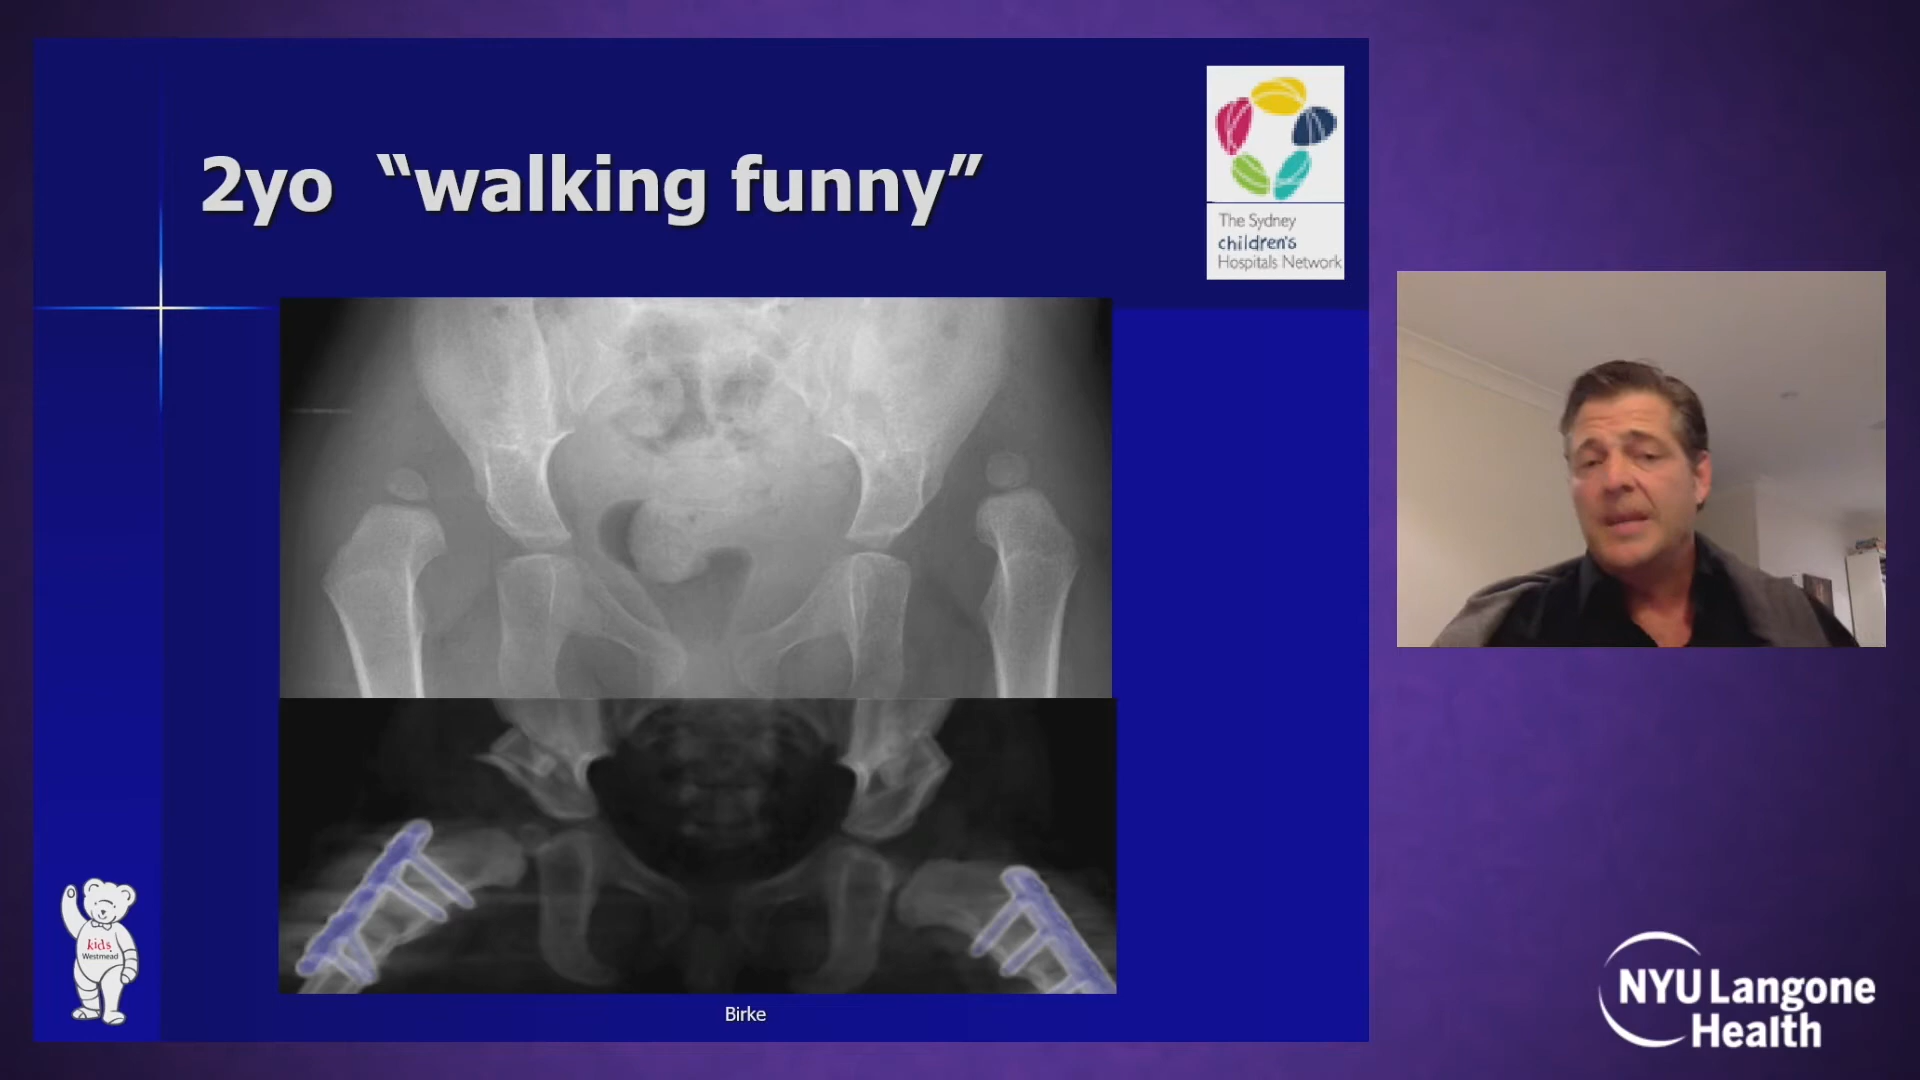 2yo “walking funny”
The Sydney
children's
Hospitals Network
kids
Westmead
Birke
NYU Langone
Health